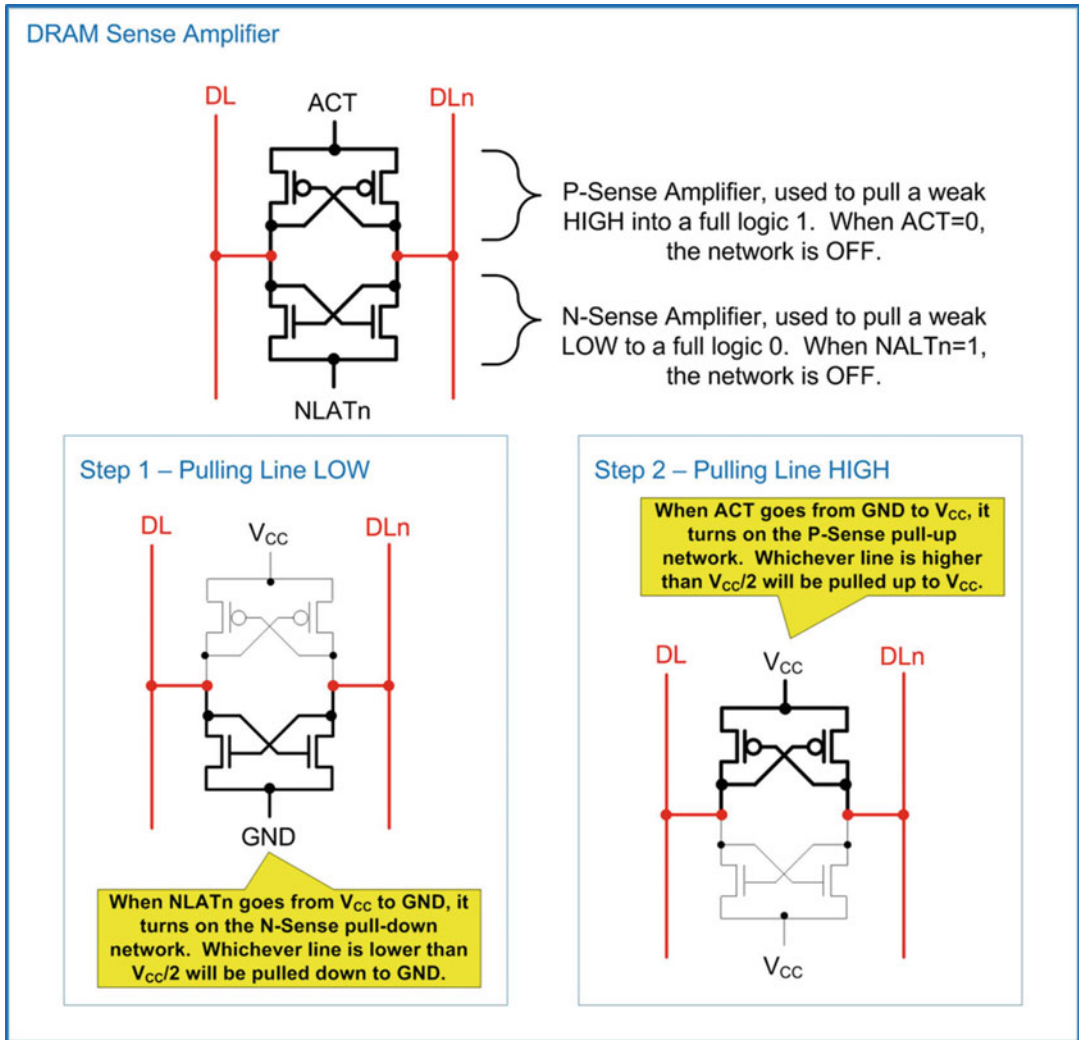 DRAM Sense Amplifier
DL
ACT
DLn
P-Sense Amplifier, used to pull a weak
HIGH into a full logic 1. When ACT=0,
the network is OFF.
N-Sense Amplifier, used to pull a weak
LOW to a full logic 0. When NALTn=1,
the network is OFF.
NLATn
Step 1 – Pulling Line LOW
DL
VCC
DLn
GND
When NLATn goes from VCC to GND, it
turns on the N-Sense pull-down
network. Whichever line is lower than
VCC/2 will be pulled down to GND.
Step 2 – Pulling Line HIGH
When ACT goes from GND to VCC, it
turns on the P-Sense pull-up
network. Whichever line is higher
than VCC/2 will be pulled up to VCC.
DL
VCC
DLn
VCC